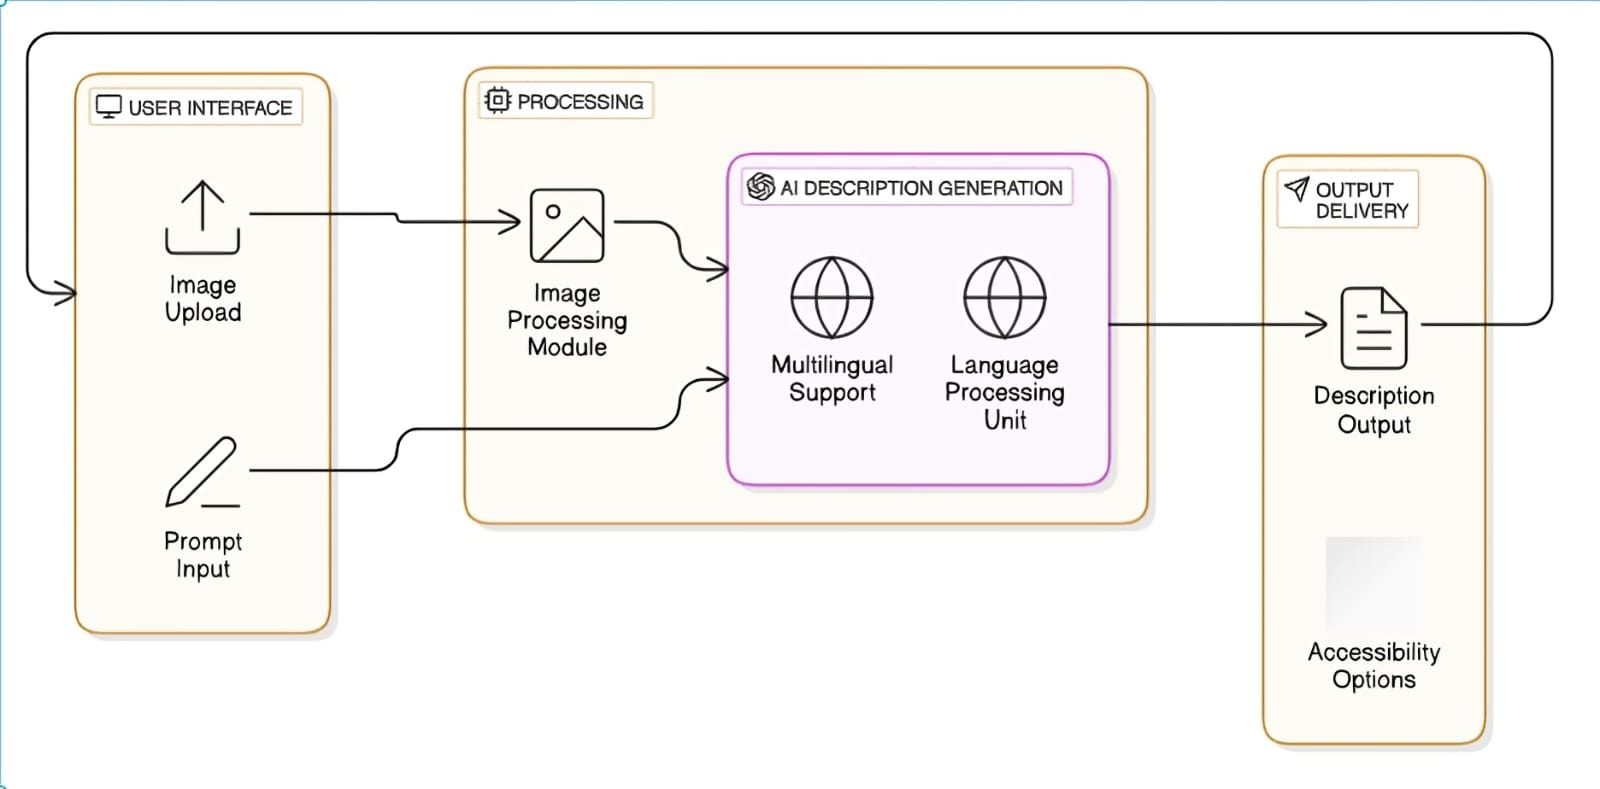 USER INTERFACE
Image
Upload
Prompt
Input
PROCESSING
Image
Processing
Module
AI DESCRIPTION GENERATION
Multilingual
Support
Language
Processing
Unit
OUTPUT
DELIVERY
Description
Output
Accessibility
Options